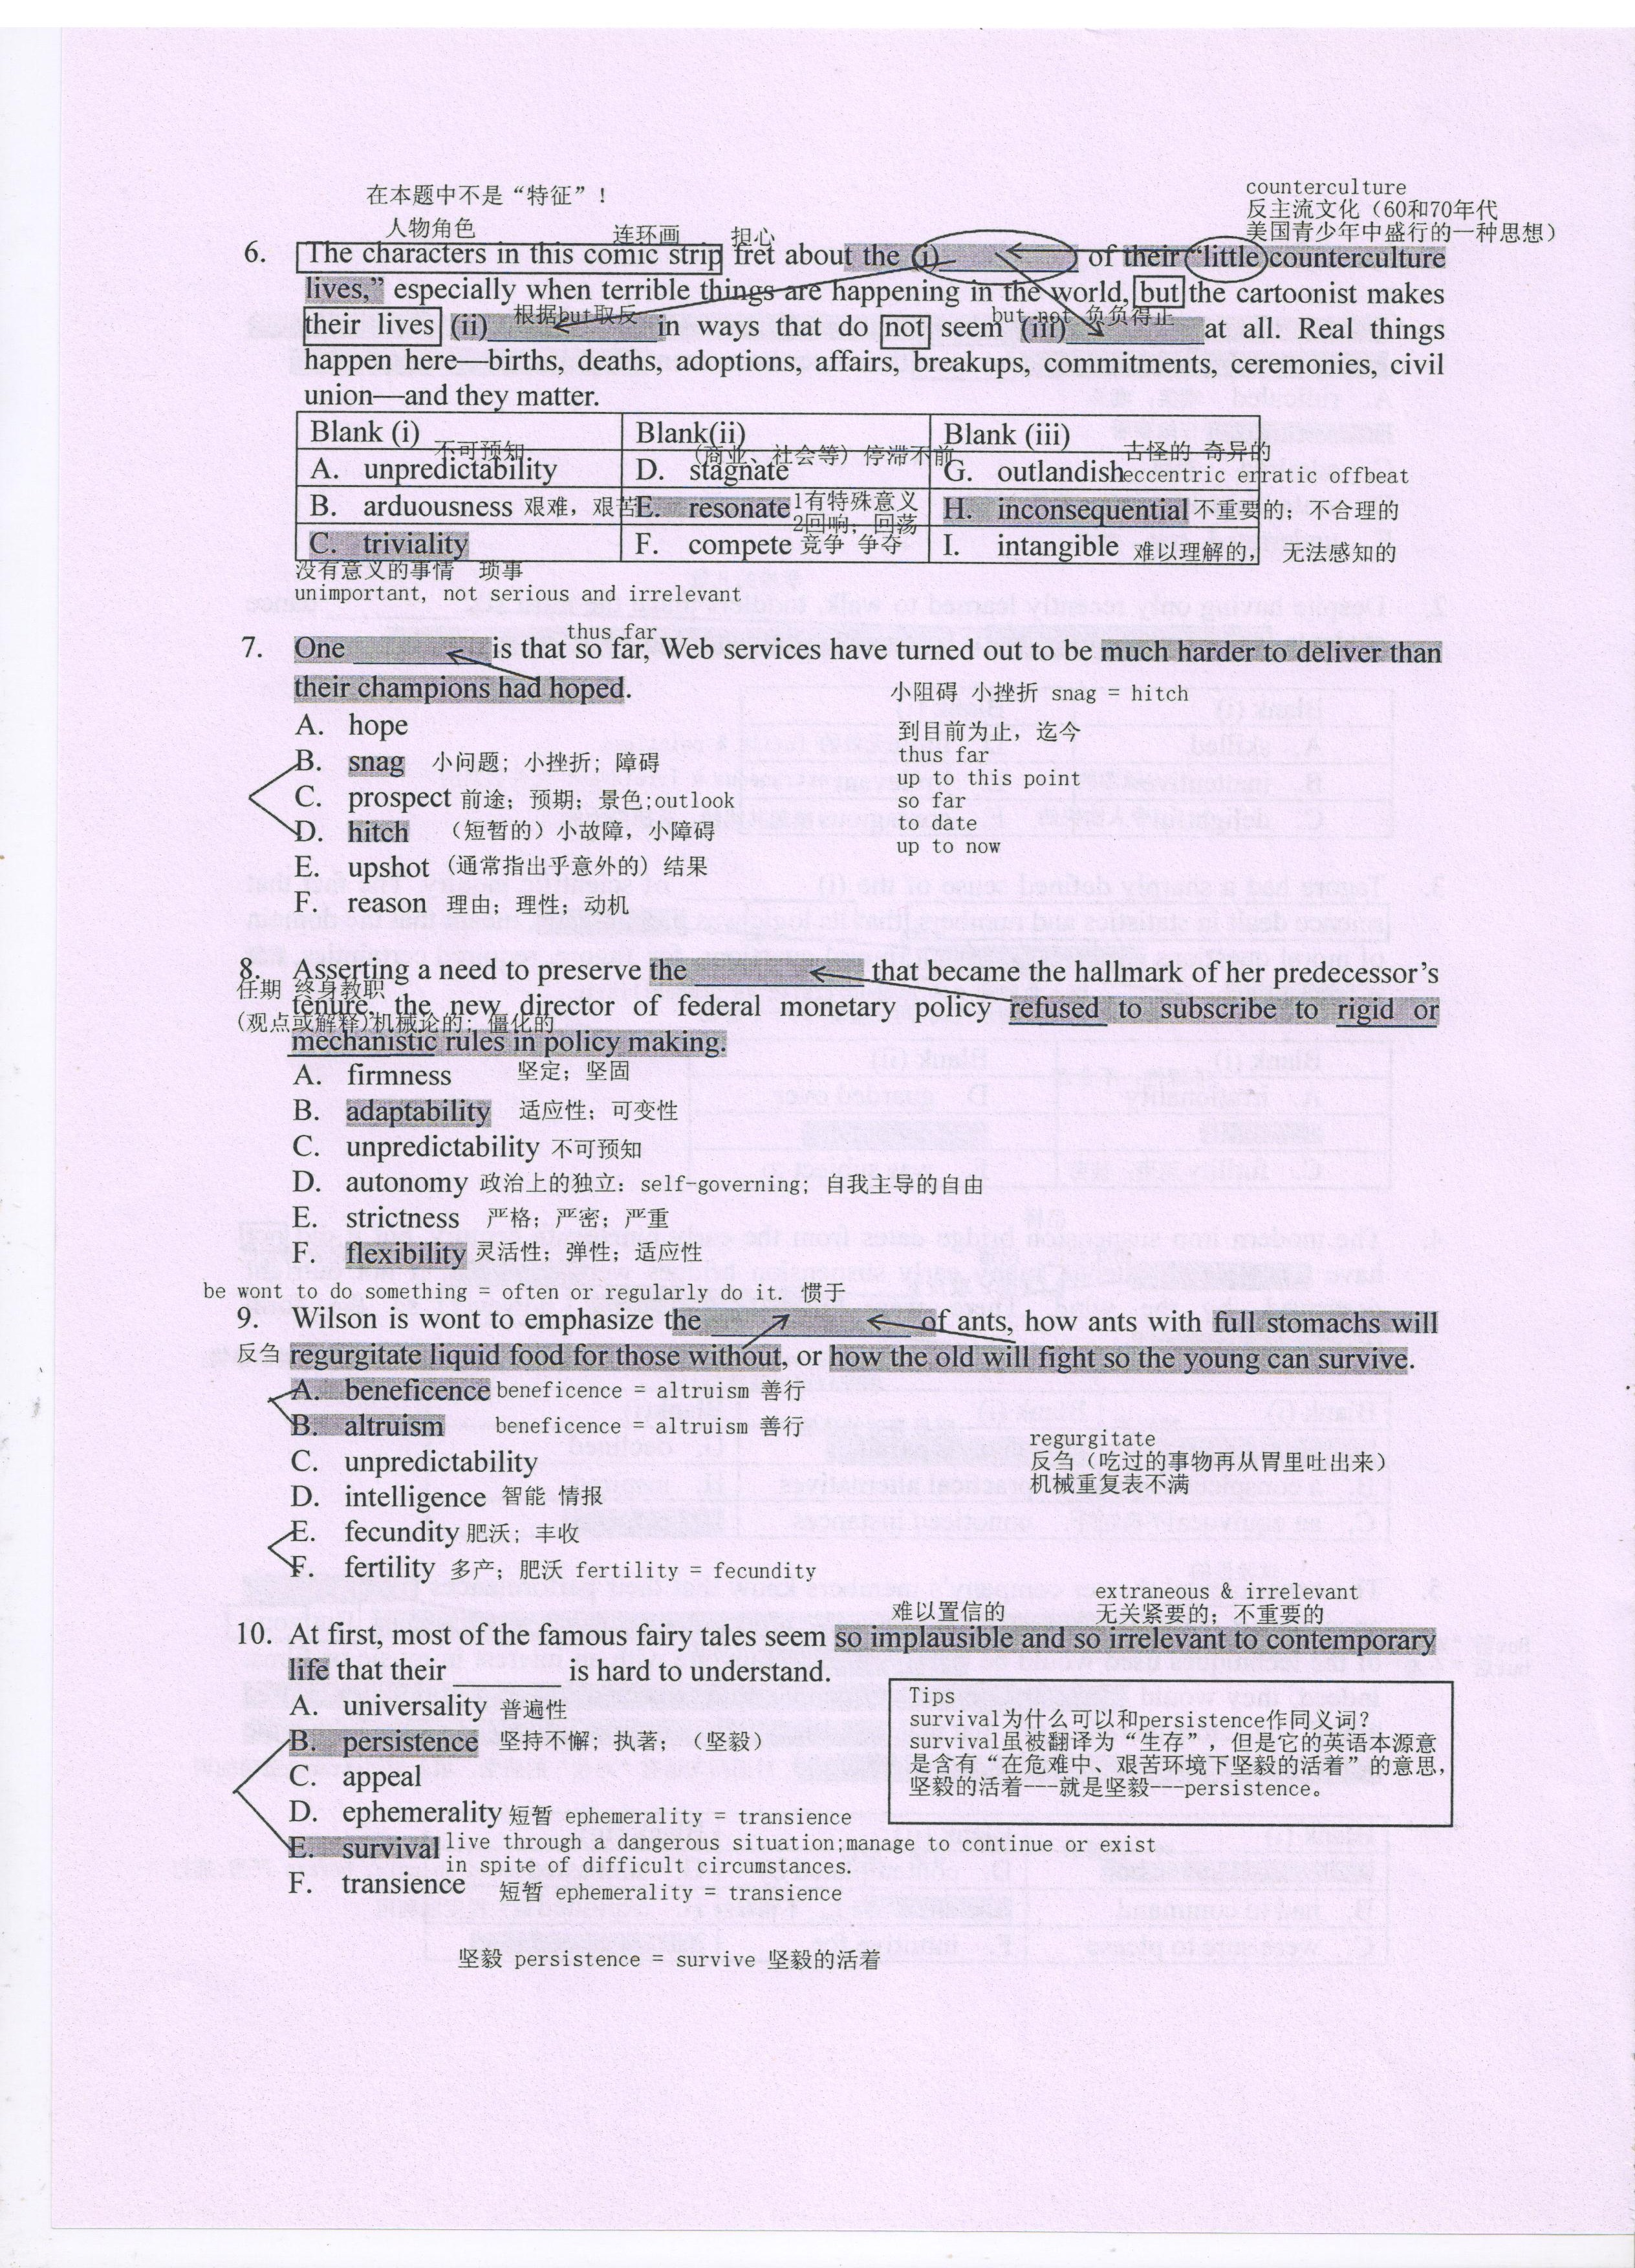 在本题中不是“特征”！
counterculture
反主流文化（60和70年代
美国青少年中盛行的一种思想）
人物角色 连环画 担心
6. The characters in this comic strip fret about the (i)________ of their “little counterculture
lives,” especially when terrible things are happening in the world, but the cartoonist makes
根据but取反 but not 负负得正
their lives (ii)________ in ways that do not seem (iii)________ at all. Real things
happen here—births, deaths, adoptions, affairs, breakups, commitments, ceremonies, civil
union—and they matter.
Blank (i) Blank(ii) Blank (iii)
不可预知 （商业、社会等）停滞不前 古怪的 奇异的
A. unpredictability D. stagnate G. outlandish eccentric erratic offbeat
B. arduousness 艰难，艰苦 E. resonate 1有特殊意义 H. inconsequential 不重要的；不合理的
2回响；回荡
C. triviality F. compete 竞争 争夺 I. intangible 难以理解的， 无法感知的
没有意义的事情 琐事
unimportant, not serious and irrelevant
thus far
7. One ________ is that so far, Web services have turned out to be much harder to deliver than
their champions had hoped.
小阻碍 小挫折 snag = hitch
A. hope
到目前为止，迄今
thus far
B. snag 小问题；小挫折；障碍
up to this point
C. prospect 前途；预期；景色;outlook
so far
to date
D. hitch （短暂的）小故障，小障碍
up to now
E. upshot （通常指出乎意外的）结果
F. reason 理由；理性；动机
8. Asserting a need to preserve the ________ that became the hallmark of her predecessor’s
任期 终身教职
tenure, the new director of federal monetary policy refused to subscribe to rigid or
(观点或解释)机械论的；僵化的
mechanistic rules in policy making.
A. firmness 坚定；坚固
B. adaptability 适应性；可变性
C. unpredictability 不可预知
D. autonomy 政治上的独立：self-governing; 自我主导的自由
E. strictness 严格；严密；严重
F. flexibility 灵活性；弹性；适应性
be wont to do something = often or regularly do it. 惯于
9. Wilson is wont to emphasize the ________ of ants, how ants with full stomachs will
反刍 regurgitate liquid food for those without, or how the old will fight so the young can survive.
A. beneficence beneficence = altruism 善行
B. altruism beneficence = altruism 善行
regurgitate
C. unpredictability
反刍（吃过的事物再从胃里吐出来）
机械重复表不满
D. intelligence 智能 情报
E. fecundity 肥沃；丰收
F. fertility 多产；肥沃 fertility = fecundity
extraneous & irrelevant
难以置信的 无关紧要的；不重要的
10. At first, most of the famous fairy tales seem so implausible and so irrelevant to contemporary
life that their ________ is hard to understand.
A. universality 普遍性
B. persistence 坚持不懈；执著；（坚毅）
C. appeal
D. ephemerality 短暂 ephemerality = transience
E. survival live through a dangerous situation;manage to continue or exist
in spite of difficult circumstances.
F. transience 短暂 ephemerality = transience
Tips
survival为什么可以和persistence作同义词？
survival虽被翻译为“生存”，但是它的英语本源意
是含有“在危难中、艰苦环境下坚毅的活着”的意思，
坚毅的活着---就是坚毅---persistence。
坚毅 persistence = survive 坚毅的活着